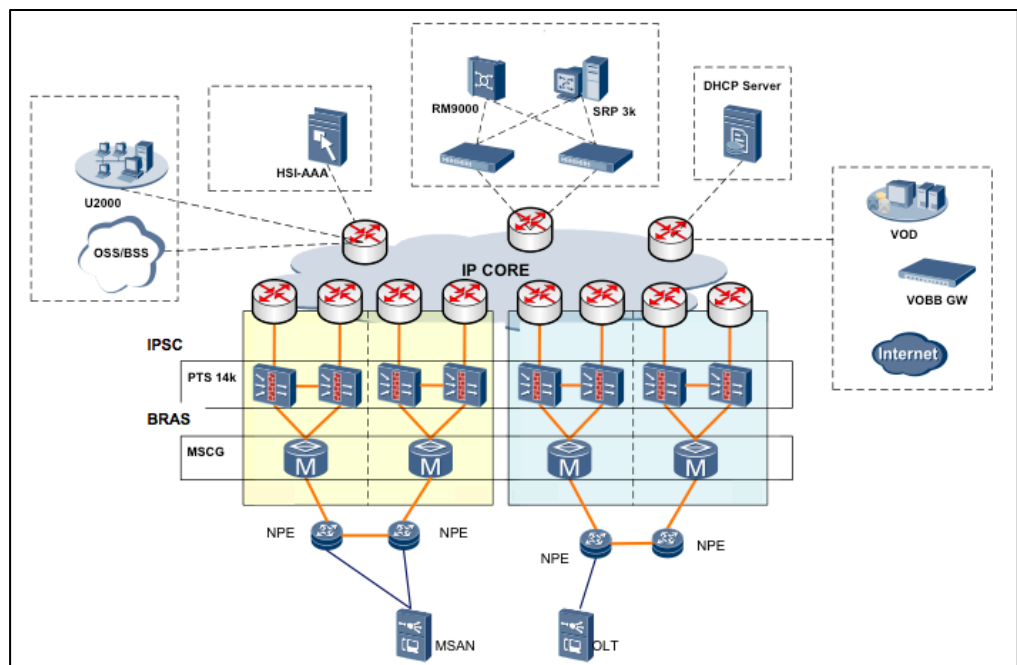 RM9000
SRP 3k
DHCP Server
HSI-AAA
U2000
OSS/BSS
VOD
VOBB GW
Internet
IP CORE
IPSC
PTS 14k
BRAS
MSCG
M
M
M
M
NPE
NPE
NPE
NPE
MSAN
OLT